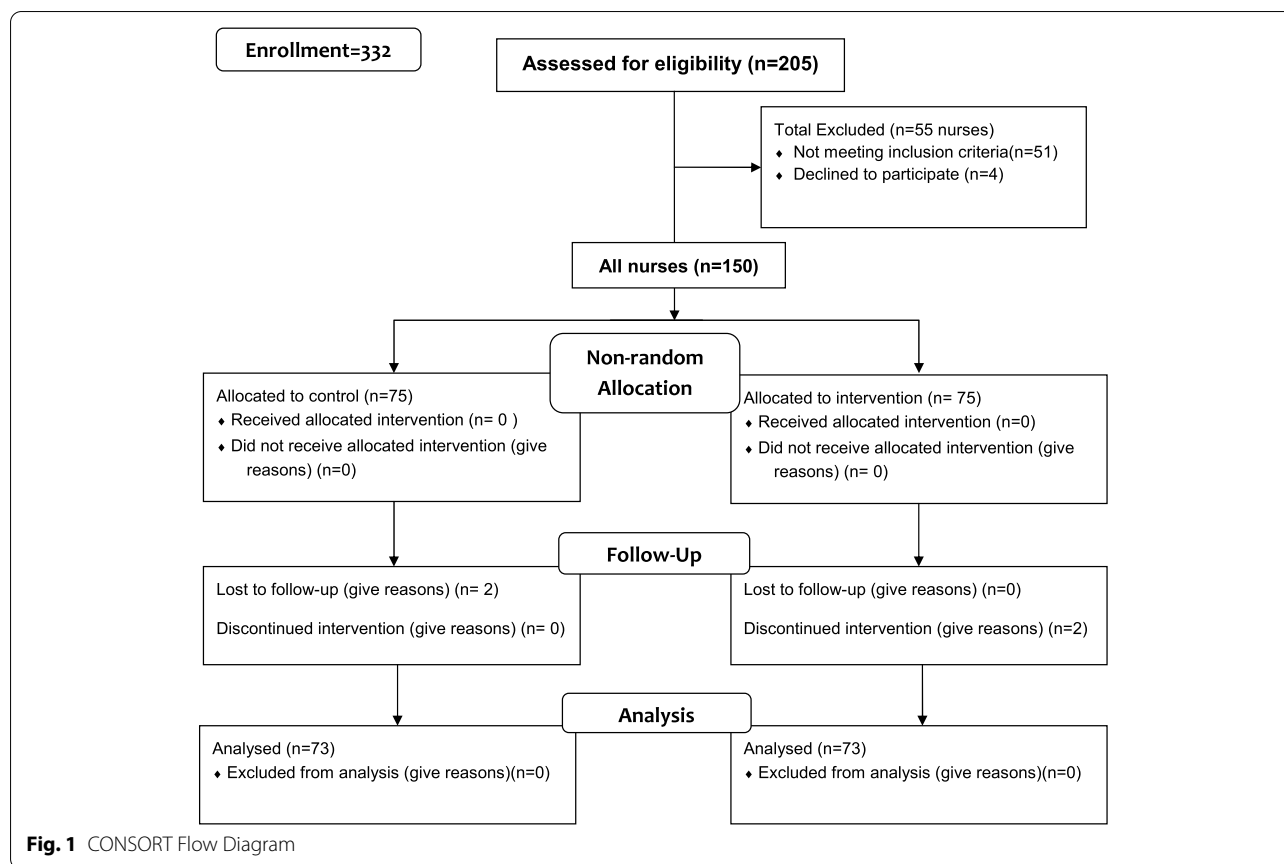 Enrollment=332
Assessed for eligibility (n=205)
Total Excluded (n=55 nurses)
♦ Not meeting inclusion criteria(n=51)
♦ Declined to participate (n=4)
All nurses (n=150)
Non-random
Allocation
Allocated to control (n=75)
♦ Received allocated intervention (n= 0 )
♦ Did not receive allocated intervention (give
reasons) (n=0)
Allocated to intervention (n= 75)
♦ Received allocated intervention (n=0)
♦ Did not receive allocated intervention (give
reasons) (n= 0)
Follow-Up
Lost to follow-up (give reasons) (n= 2)
Discontinued intervention (give reasons) (n= 0)
Lost to follow-up (give reasons) (n=0)
Discontinued intervention (give reasons) (n=2)
Analysis
Analysed (n=73)
♦ Excluded from analysis (give reasons)(n=0)
Analysed (n=73)
♦ Excluded from analysis (give reasons)(n=0)
Fig. 1 CONSORT Flow Diagram